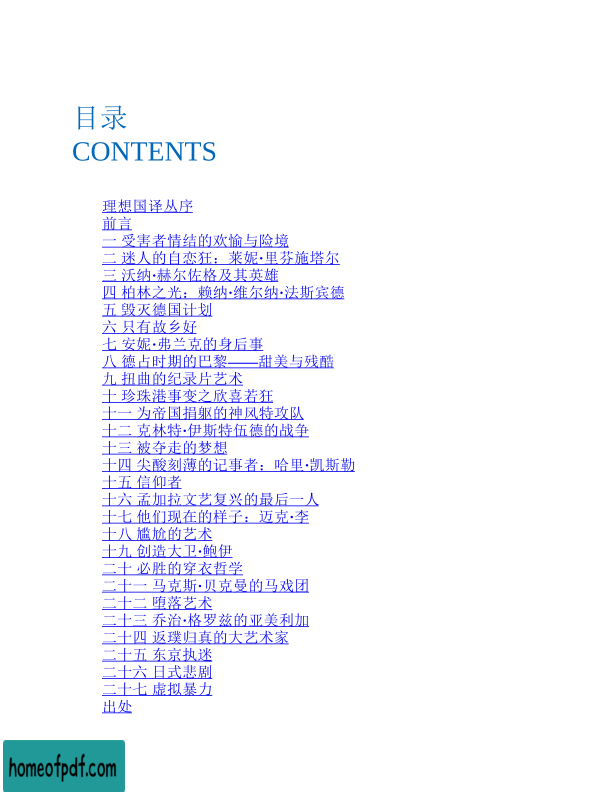 目录
CONTENTS
理想国译丛序
前言
一 受害者情结的欢愉与险境
二 迷人的自恋狂：莱妮·里芬施塔尔
三 沃纳·赫尔佐格及其英雄
四 柏林之光：赖纳·维尔纳·法斯宾德
五 毁灭德国计划
六 只有故乡好
七 安妮·弗兰克的身后事
八 德占时期的巴黎——甜美与残酷
九 扭曲的纪录片艺术
十 珍珠港事变之欣喜若狂
十一 为帝国捐躯的神风特攻队
十二 克林特·伊斯特伍德的战争
十三 被夺走的梦想
十四 尖酸刻薄的记事者：哈里·凯斯勒
十五 信仰者
十六 孟加拉文艺复兴的最后一人
十七 他们现在的样子：迈克·李
十八 尴尬的艺术
十九 创造大卫·鲍伊
二十 必胜的穿衣哲学
二十一 马克斯·贝克曼的马戏团
二十二 堕落艺术
二十三 乔治·格罗兹的亚美利加
二十四 返璞归真的大艺术家
二十五 东京执迷
二十六 日式悲剧
二十七 虚拟暴力
出处
homeofpdf.com